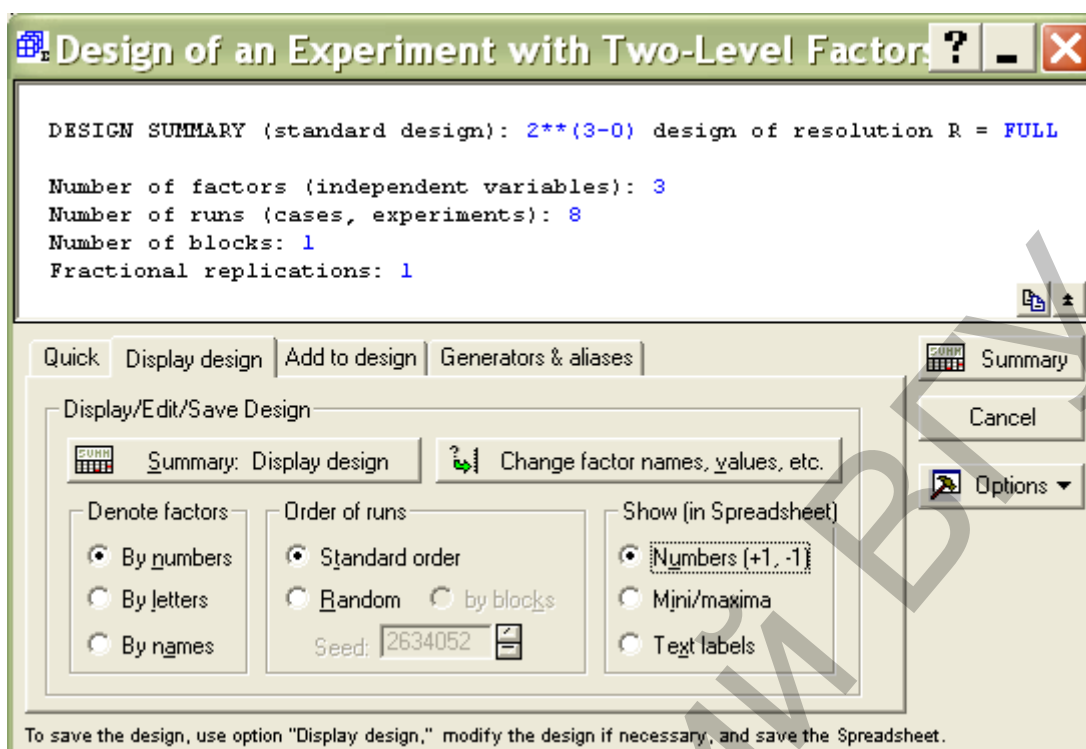 Design of an Experiment with Two-Level Factors
DESIGN SUMMARY (standard design): 2**(3-0) design of resolution R = FULL
Number of factors (independent variables): 3
Number of runs (cases, experiments): 8
Number of blocks: 1
Fractional replications: 1
Quick Display design Add to design Generators & aliases
Summary
Cancel
Options
Display/Edit/Save Design
Summary: Display design Change factor names, values, etc.
Denote factors Order of runs Show (in Spreadsheet)
By numbers Standard order Numbers (+1, -1)
By letters Random by blocks Mini/maxima
By names Seed: 2634052 Text labels
To save the design, use option "Display design," modify the design if necessary, and save the Spreadsheet.
ий ВГУ